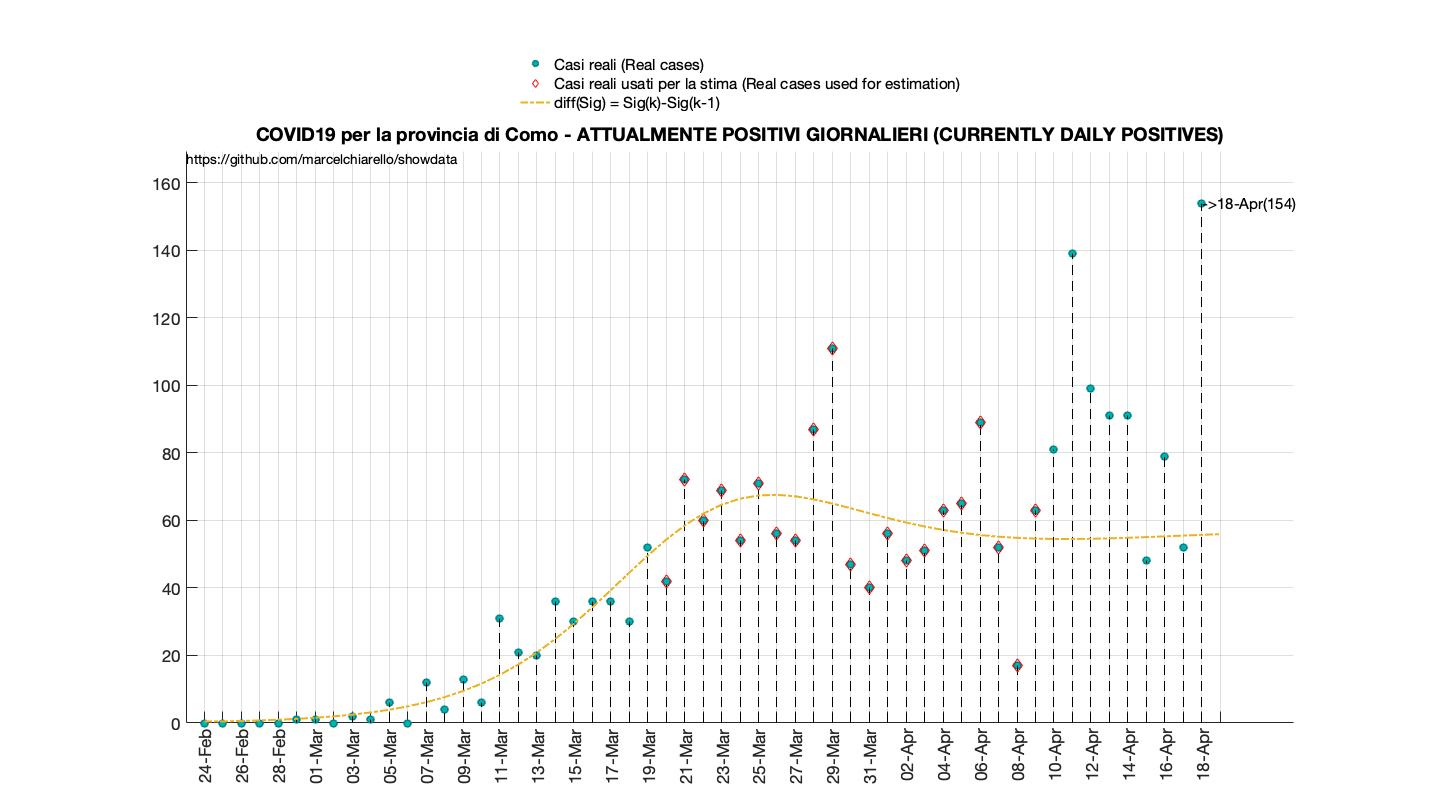 Casi reali (Real cases)
Casi reali usati per la stima (Real cases used for estimation)
diff(Sig) = Sig(k)-Sig(k-1)
COVID19 per la provincia di Como - ATTUALMENTE POSITIVI GIORNALIERI (CURRENTLY DAILY POSITIVES)
https://github.com/marcelchiarello/showdata
160
->18-Apr(154)
140
120
100
80
60
40
20
0
24-Feb
26-Feb
28-Feb
01-Mar
03-Mar
05-Mar
07-Mar
09-Mar
11-Mar
13-Mar
15-Mar
17-Mar
19-Mar
21-Mar
23-Mar
25-Mar
27-Mar
29-Mar
31-Mar
02-Apr
04-Apr
06-Apr
08-Apr
10-Apr
12-Apr
14-Apr
16-Apr
18-Apr